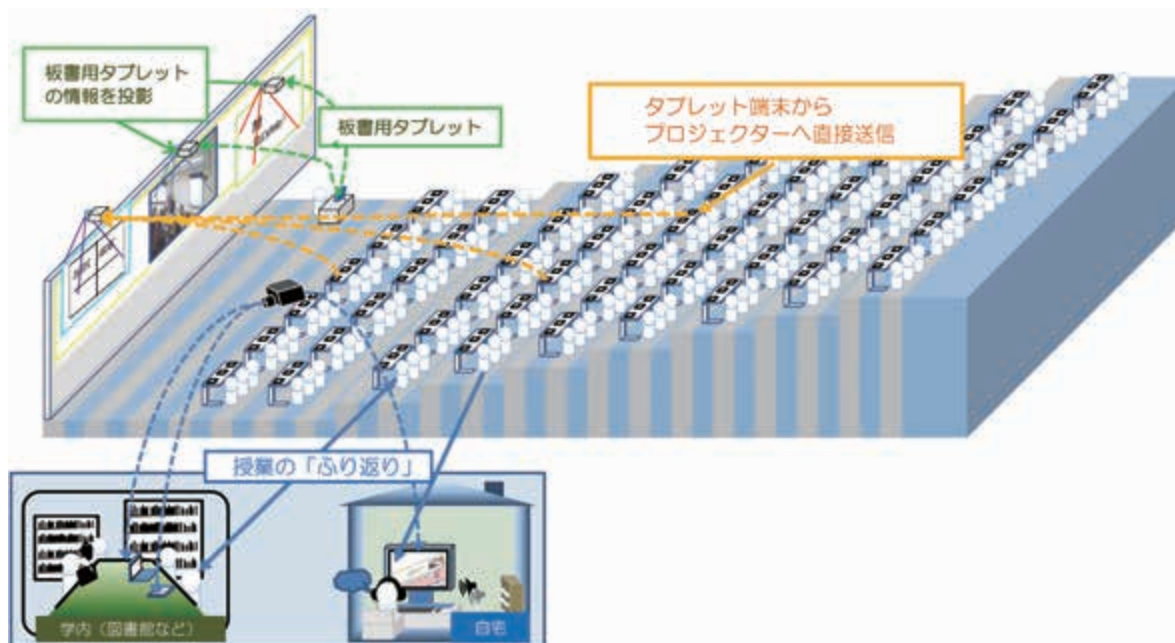 板書用タブレット
の情報を投影
板書用タブレット
タブレット端末から
プロジェクターへ直接送信
授業の「ふり返り」
学内（図書館など）
自宅